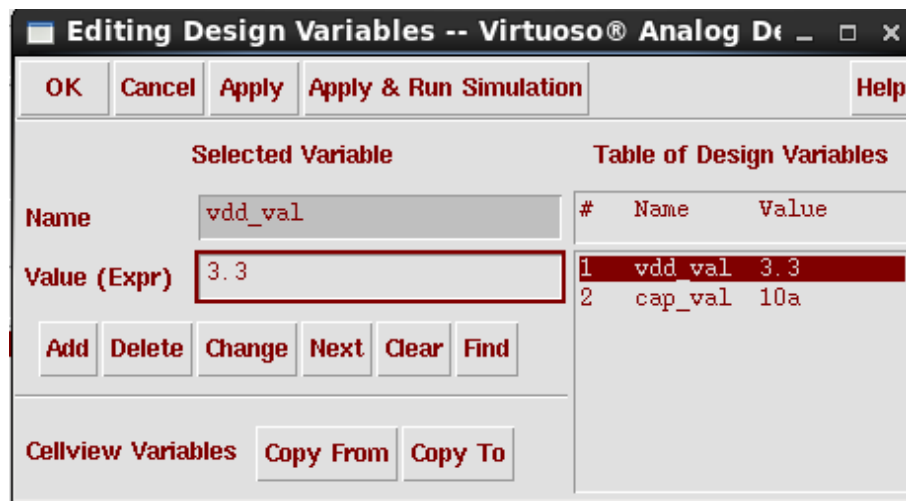 Editing Design Variables -- Virtuoso® Analog De
OK Cancel Apply Apply & Run Simulation Help
Selected Variable
Name vdd_val
Value (Expr) 3.3
Add Delete Change Next Clear Find
Cellview Variables Copy From Copy To
Table of Design Variables
# Name Value
1 vdd_val 3.3
2 cap_val 10a